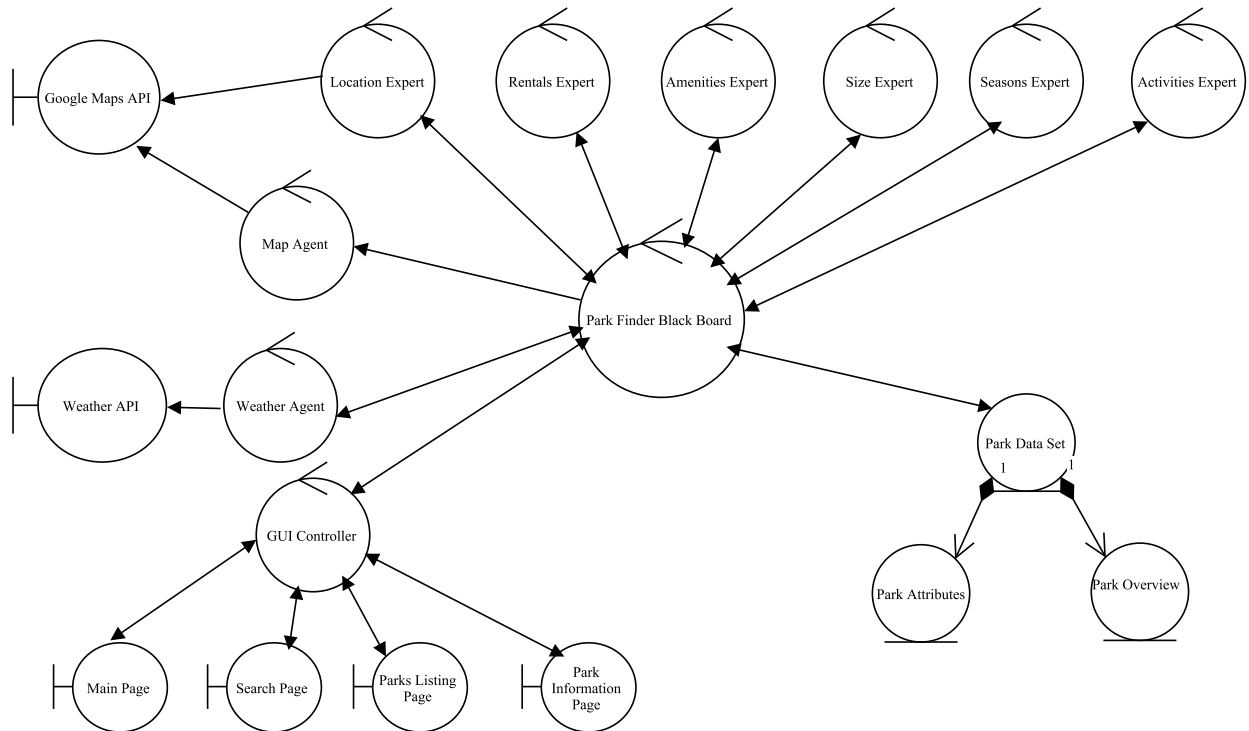 Google Maps API
Location Expert
Rentals Expert
Amenities Expert
Size Expert
Seasons Expert
Activities Expert
Map Agent
Park Finder Black Board
Weather API
Weather Agent
Park Data Set
1
1
GUI Controller
Park Attributes
Park Overview
Main Page
Search Page
Parks Listing
Page
Park
Information
Page